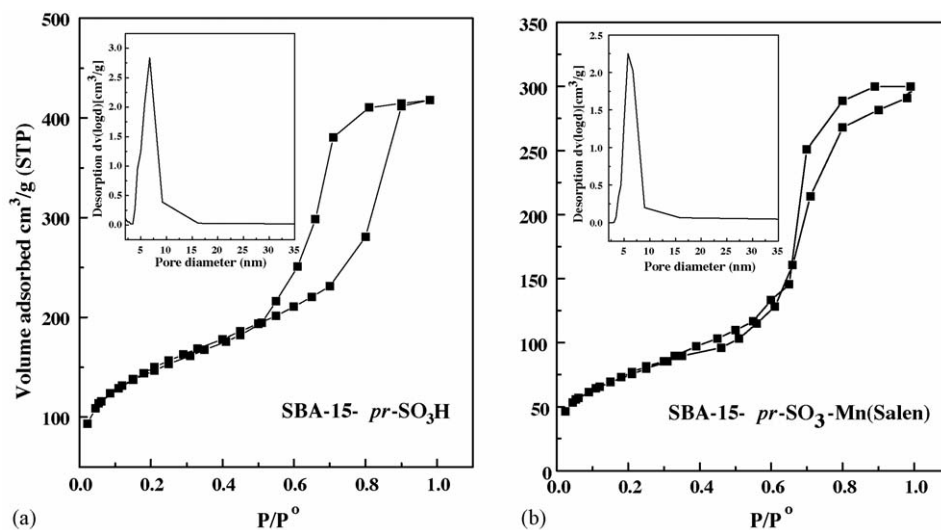 500
400
300
200
100
0.0 0.2 0.4 0.6 0.8 1.0
P/P°
Volume adsorbed cm³/g (STP)
3.0
2.5
2.0
1.5
1.0
0.5
0.0
5 10 15 20 25 30 35
Pore diameter (nm)
Desorption dv(logd)[cm³/g]
SBA-15- pr-SO₃H
(a)
350
300
250
200
150
100
50
0
0.0 0.2 0.4 0.6 0.8 1.0
P/P°
2.5
2.0
1.5
1.0
0.5
0.0
5 10 15 20 25 30 35
Pore diameter (nm)
Desorption dv(logd)[cm³/g]
SBA-15- pr-SO₃-Mn(Salen)
(b)